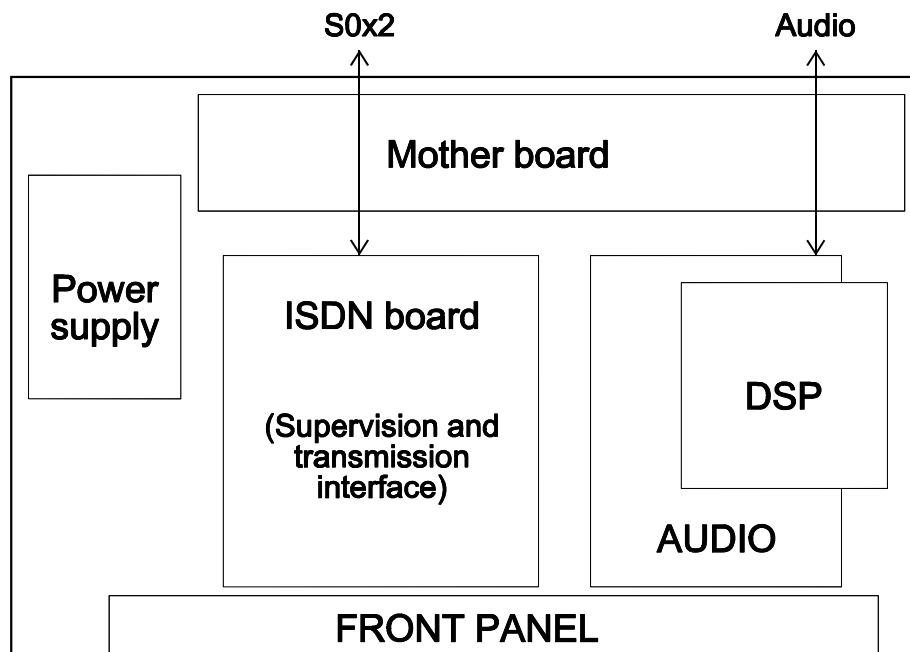 S0x2
Audio
Mother board
Power
supply
ISDN board
(Supervision and
transmission
interface)
DSP
AUDIO
FRONT PANEL